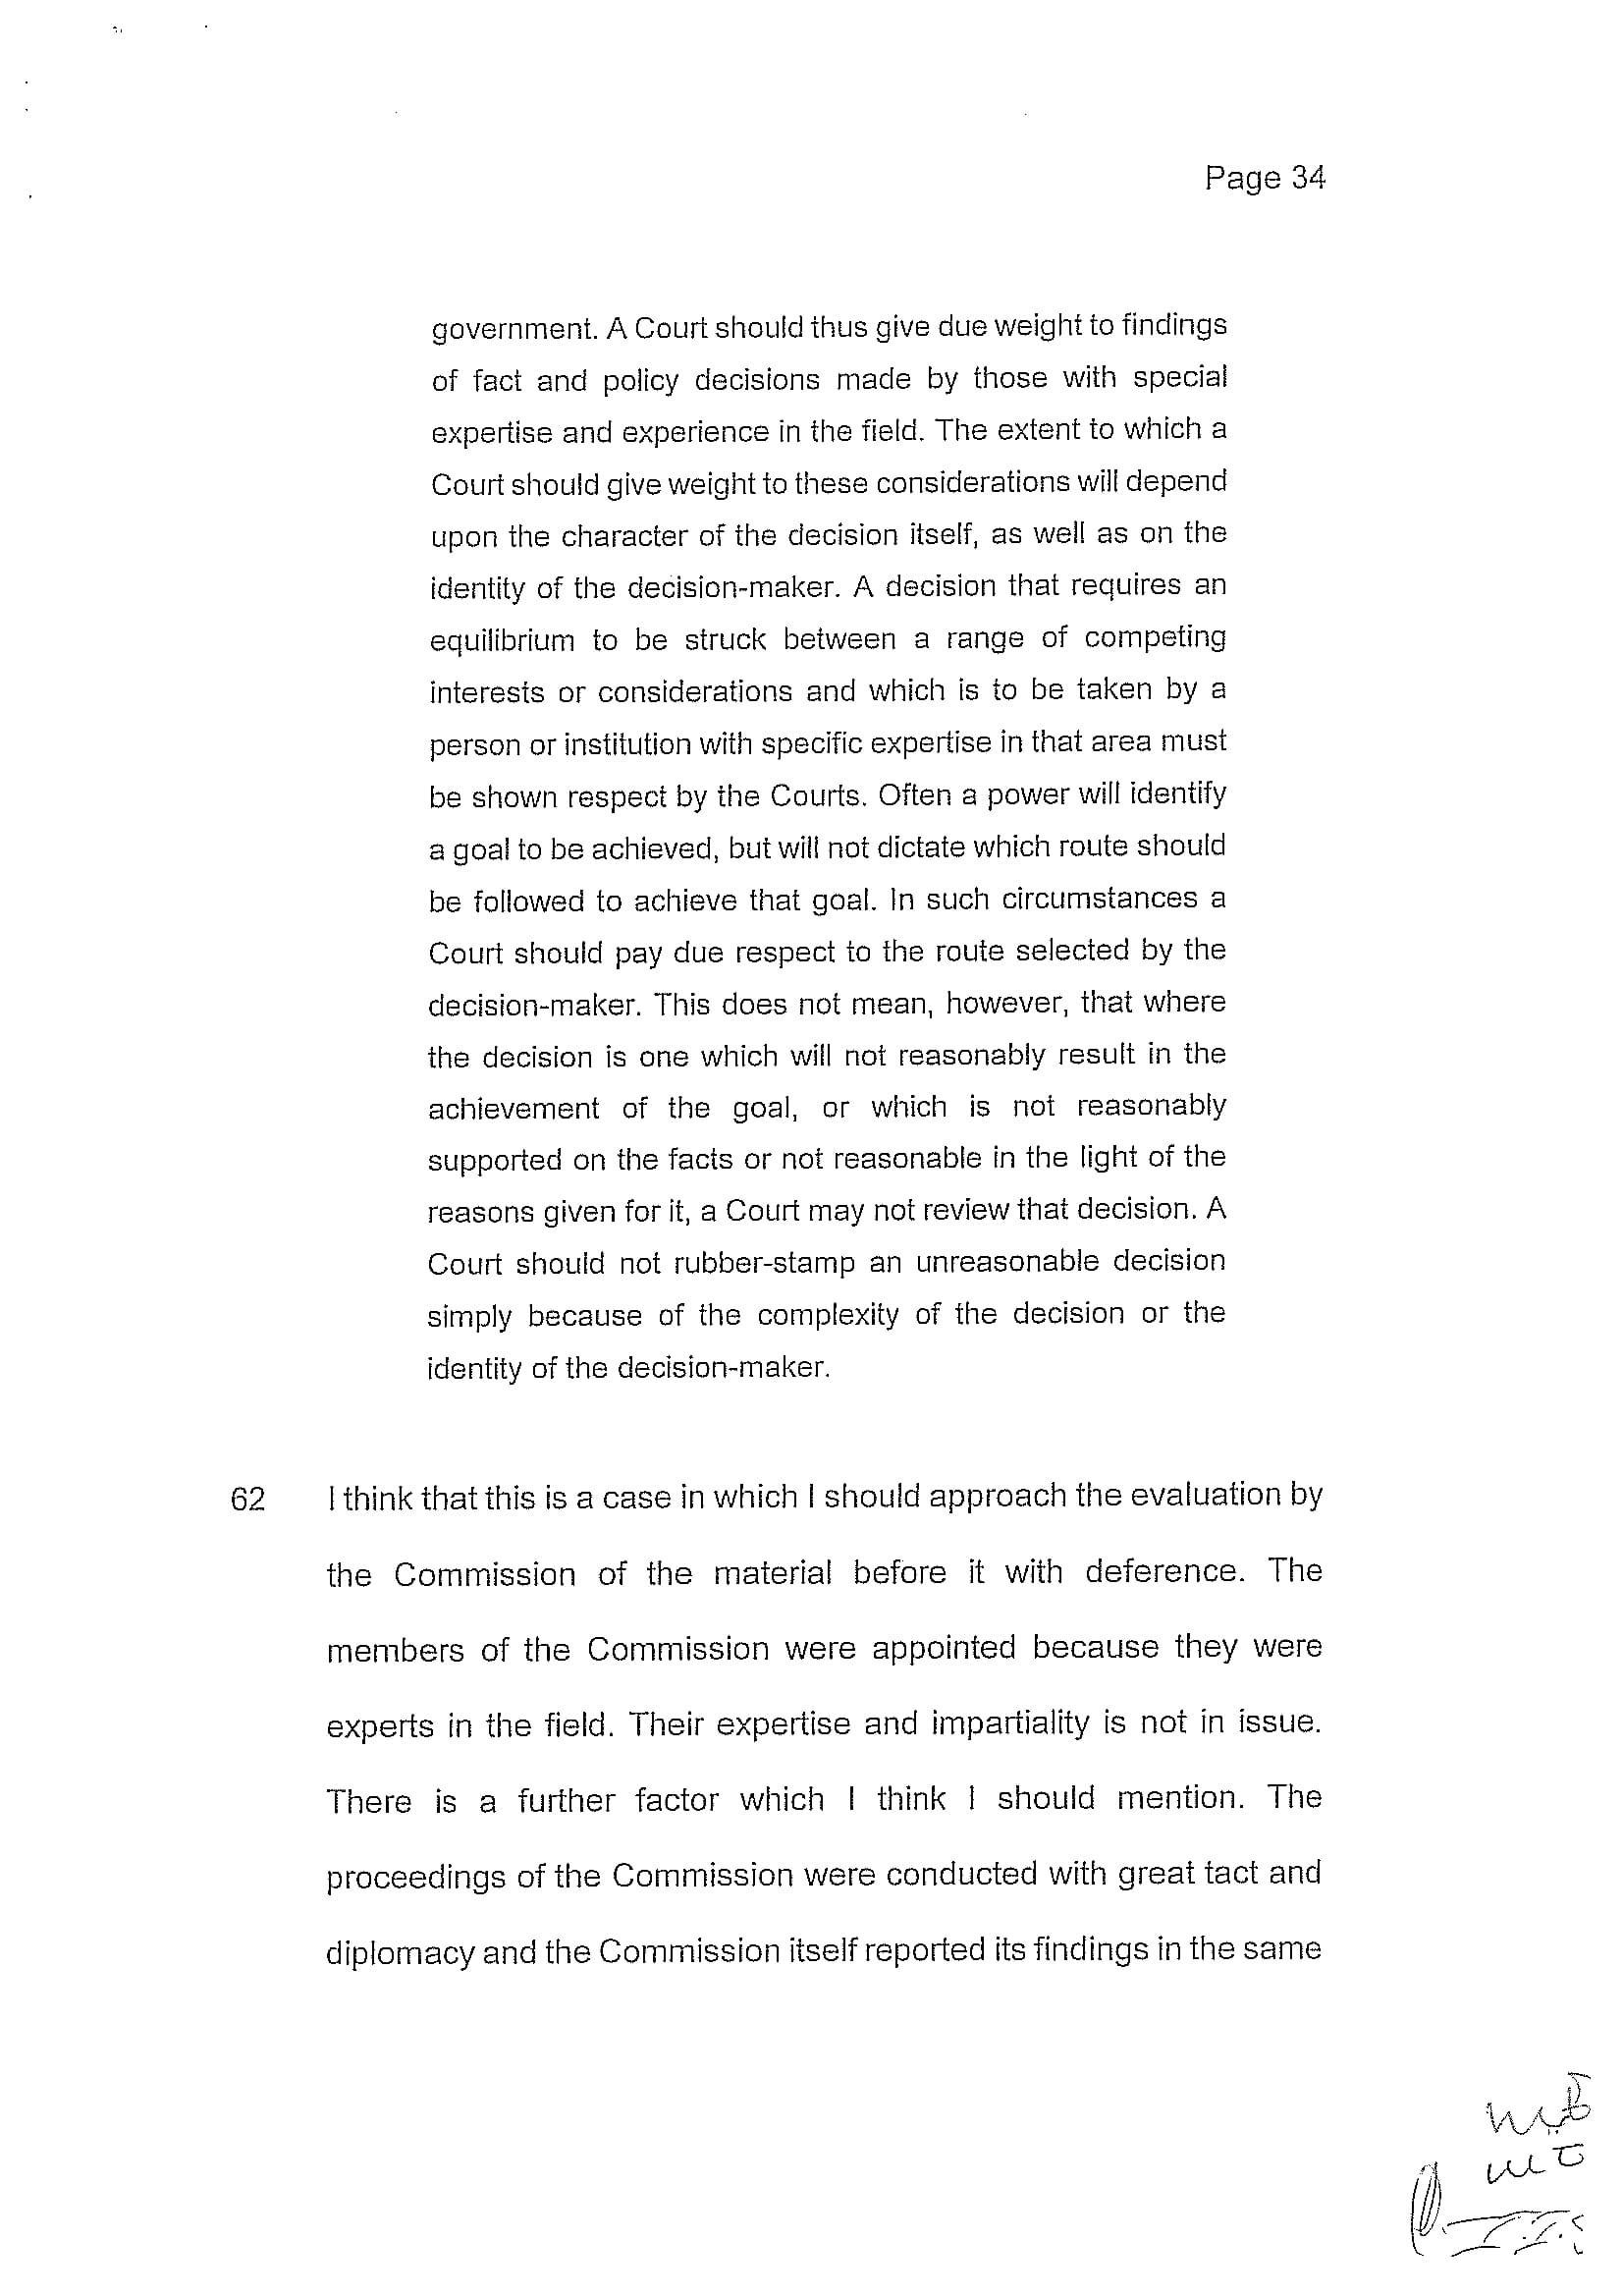 Page 34
government. A Court should thus give due weight to findings
of fact and policy decisions made by those with special
expertise and experience in the field. The extent to which a
Court should give weight to these considerations will depend
upon the character of the decision itself, as well as on the
identity of the decision-maker. A decision that requires an
equilibrium to be struck between a range of competing
interests or considerations and which is to be taken by a
person or institution with specific expertise in that area must
be shown respect by the Courts. Often a power will identify
a goal to be achieved, but will not dictate which route should
be followed to achieve that goal. In such circumstances a
Court should pay due respect to the route selected by the
decision-maker. This does not mean, however, that where
the decision is one which will not reasonably result in the
achievement of the goal, or which is not reasonably
supported on the facts or not reasonable in the light of the
reasons given for it, a Court may not review that decision. A
Court should not rubber-stamp an unreasonable decision
simply because of the complexity of the decision or the
identity of the decision-maker.
62 I think that this is a case in which I should approach the evaluation by
the Commission of the material before it with deference. The
members of the Commission were appointed because they were
experts in the field. Their expertise and impartiality is not in issue.
There is a further factor which I think I should mention. The
proceedings of the Commission were conducted with great tact and
diplomacy and the Commission itself reported its findings in the same